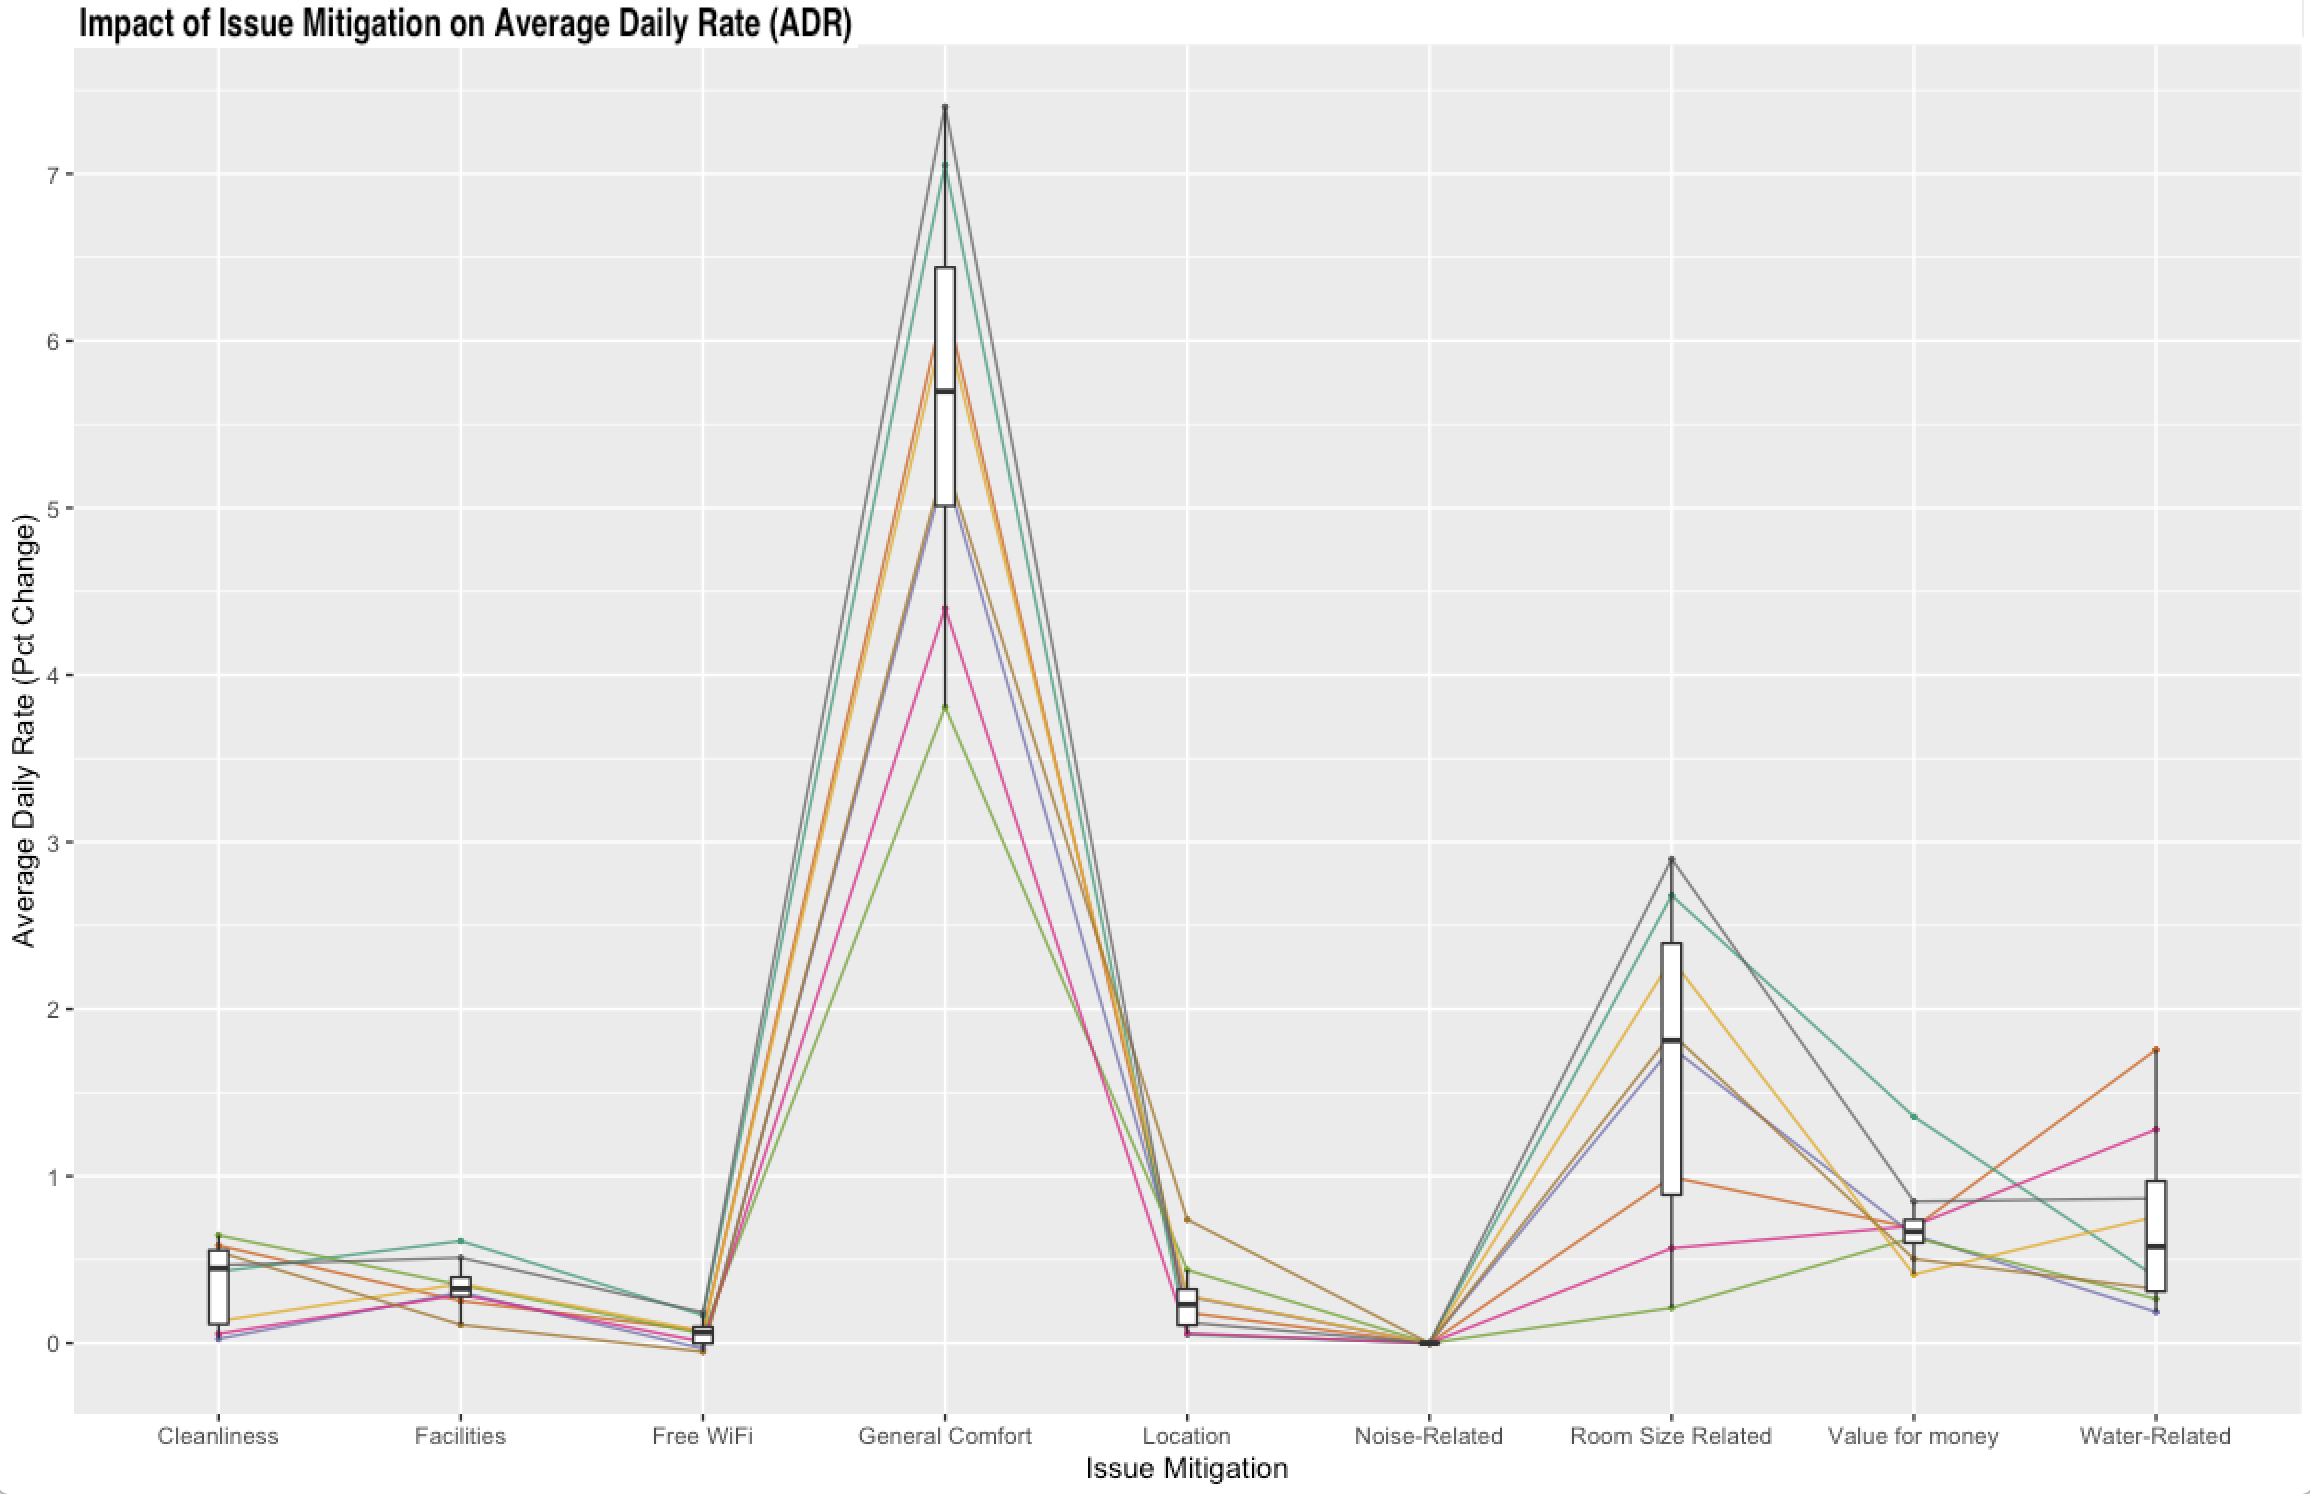 Impact of Issue Mitigation on Average Daily Rate (ADR)
Average Daily Rate (Pct Change)
7
6
5
4
3
2
1
0
Cleanliness Facilities Free WiFi General Comfort Location Noise-Related Room Size Related Value for money Water-Related
Issue Mitigation